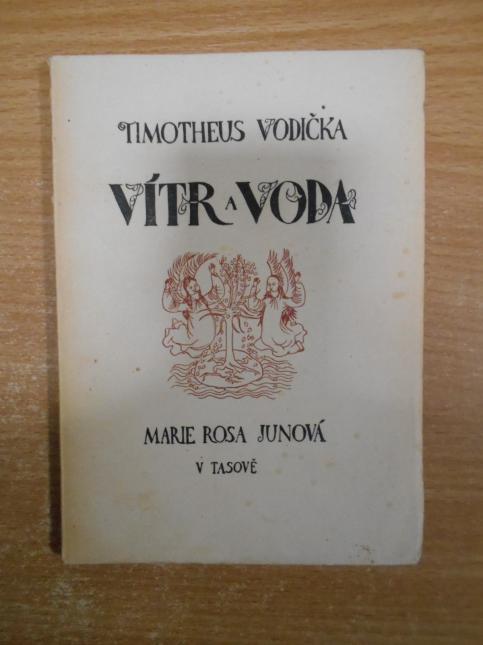 TIMOTHEUS VODIČKA
VÍTR A VODA
MARIE ROSA JUNOVÁ
V TASOVĚ